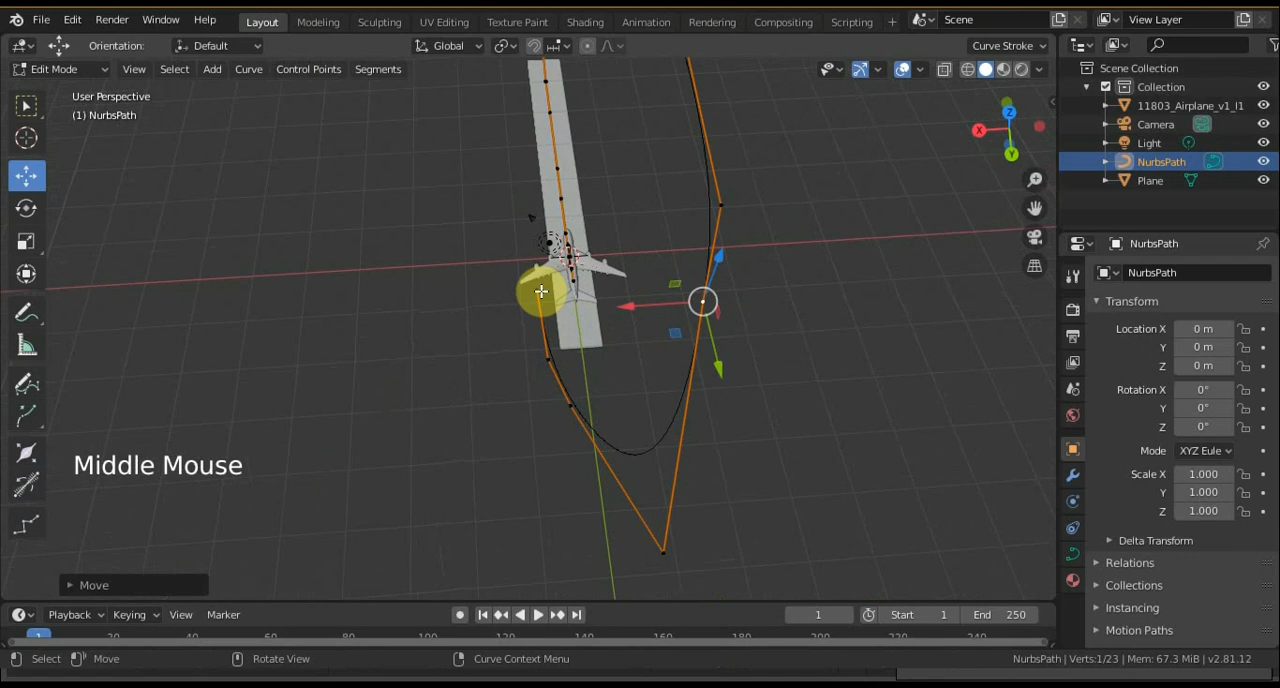 File Edit Render Window Help Layout Modeling Sculpting UV Editing Texture Paint Shading Animation Rendering Compositing Scripting + Scene View Layer
Orientation: Default Global Curve Stroke
Edit Mode View Select Add Curve Control Points Segments
User Perspective
(1) NurbsPath
Scene Collection
Collection
11803_Airplane_v1_l1
Camera
Light
NurbsPath
Plane
X
Z
Y
NurbsPath
NurbsPath
Transform
Location X 0 m
Y 0 m
Z 0 m
Rotation X 0°
Y 0°
Z 0°
Mode XYZ Eule
Scale X 1.000
Y 1.000
Z 1.000
Delta Transform
Relations
Collections
Instancing
Motion Paths
Middle Mouse
Move
Playback Keying View Marker 1 Start 1 End 250
1 20 40 60 80 100 120 140 160 180 200 220 240
Select Move Rotate View Curve Context Menu NurbsPath | Verts:1/23 | Mem: 67.3 MiB | v2.81.12